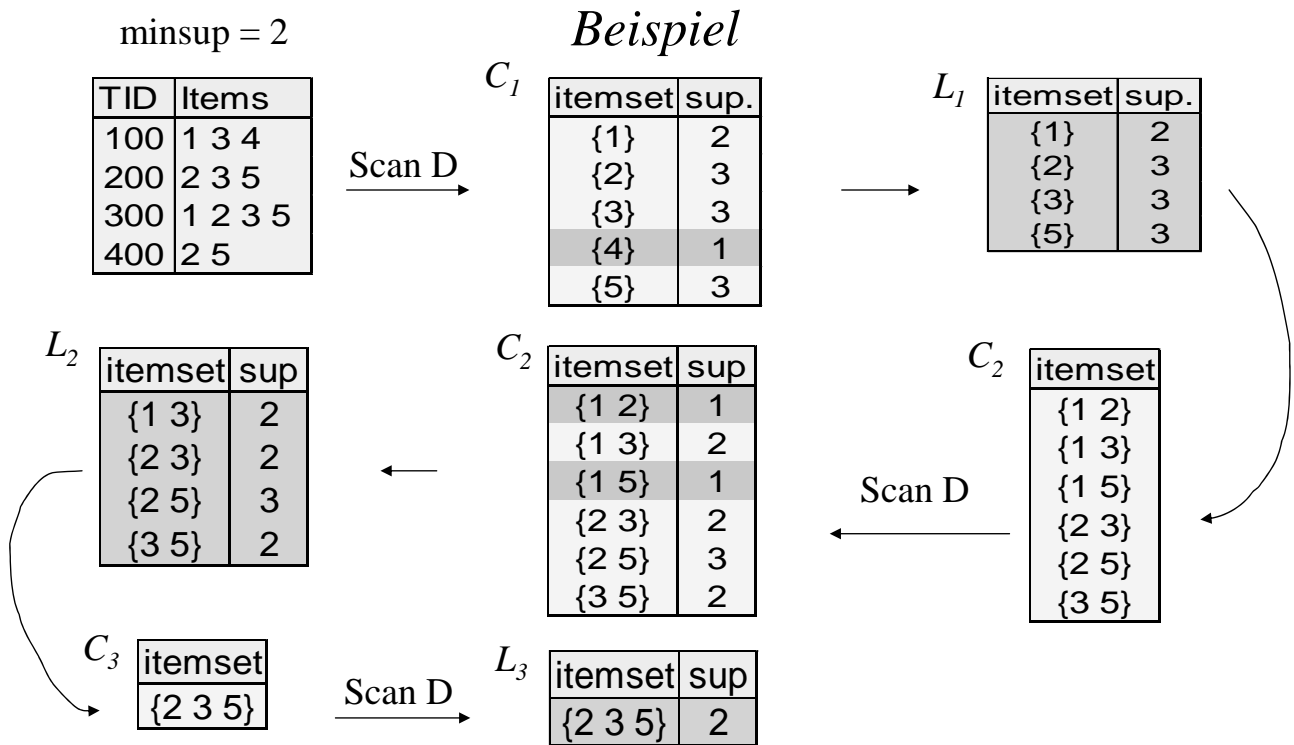 minsup = 2
Beispiel
TID Items
100 1 3 4
200 2 3 5
300 1 2 3 5
400 2 5
Scan D
C1
itemset sup.
{1} 2
{2} 3
{3} 3
{4} 1
{5} 3
L1
itemset sup.
{1} 2
{2} 3
{3} 3
{5} 3
C2
itemset
{1 2}
{1 3}
{1 5}
{2 3}
{2 5}
{3 5}
Scan D
C2
itemset sup
{1 2} 1
{1 3} 2
{1 5} 1
{2 3} 2
{2 5} 3
{3 5} 2
L2
itemset sup
{1 3} 2
{2 3} 2
{2 5} 3
{3 5} 2
C3
itemset
{2 3 5}
Scan D
L3
itemset sup
{2 3 5} 2